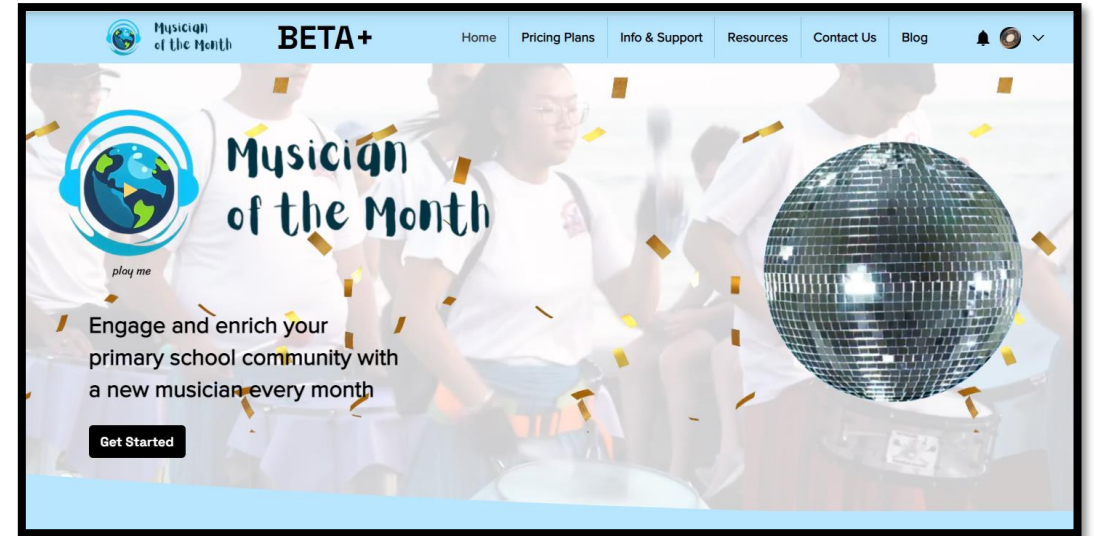 Musician
of the Month
BETA+
Home
Pricing Plans
Info & Support
Resources
Contact Us
Blog
Musician
of the Month
play me
Engage and enrich your
primary school community with
a new musician every month
Get Started